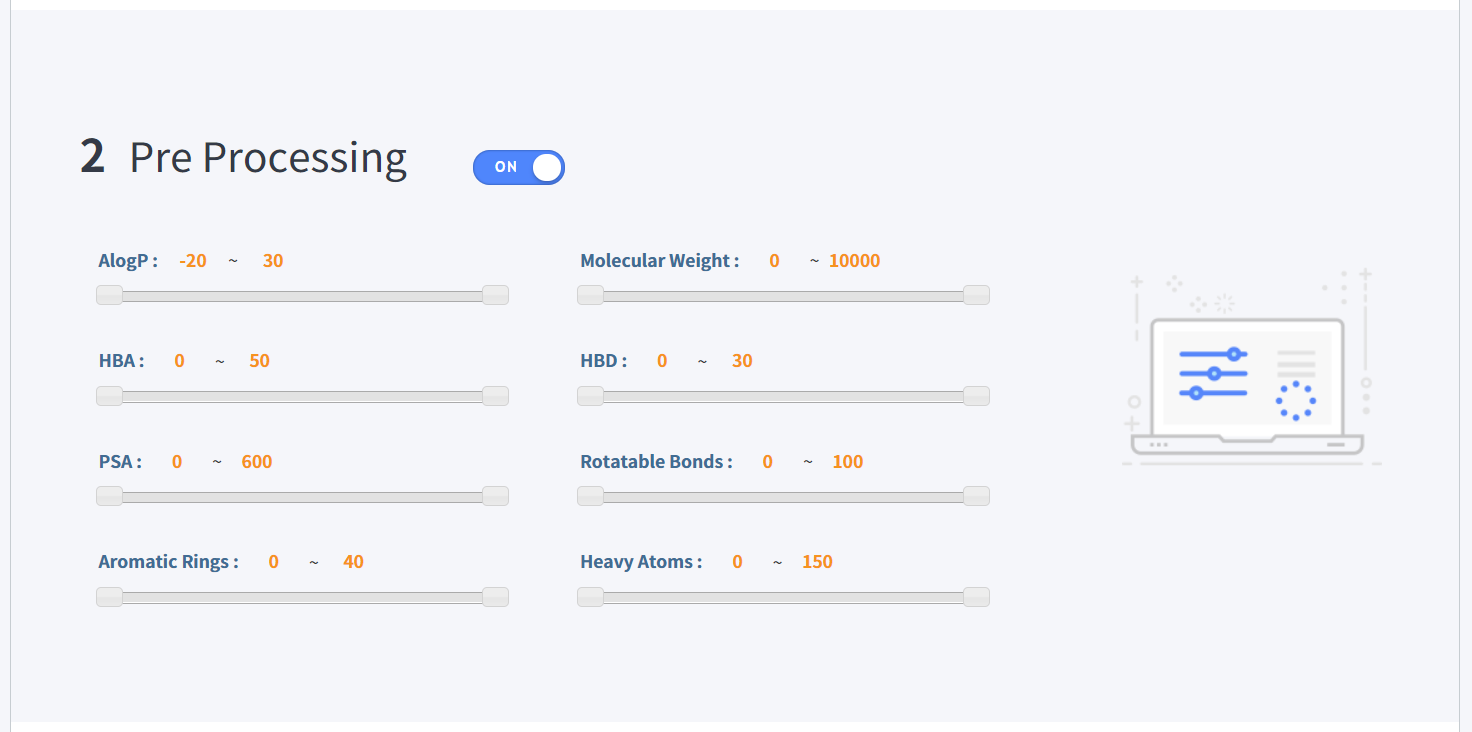 2 Pre Processing ON
AlogP : -20 ~ 30 Molecular Weight : 0 ~ 10000
HBA : 0 ~ 50 HBD : 0 ~ 30
PSA : 0 ~ 600 Rotatable Bonds : 0 ~ 100
Aromatic Rings : 0 ~ 40 Heavy Atoms : 0 ~ 150